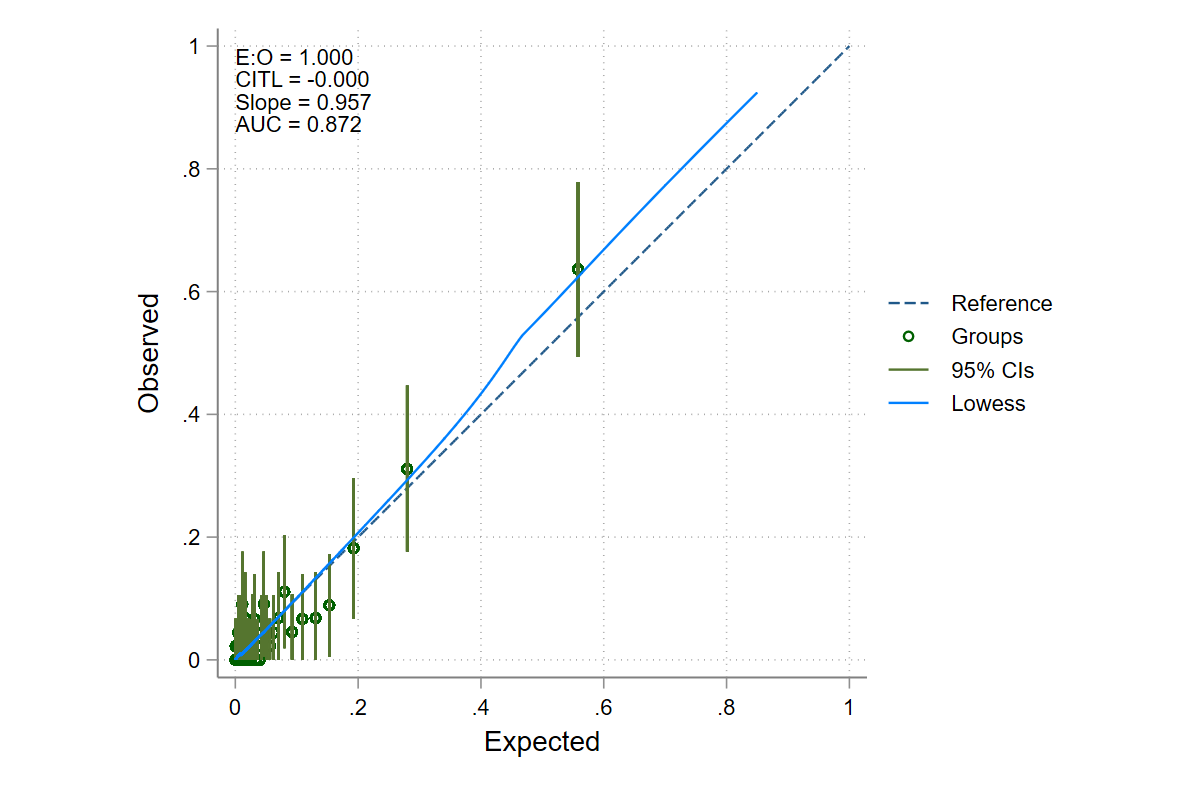 E:O = 1.000
CITL = -0.000
Slope = 0.957
AUC = 0.872
1
.8
.6
.4
.2
0
Observed
0
.2
.4
.6
.8
1
Expected
Reference
Groups
95% CIs
Lowess